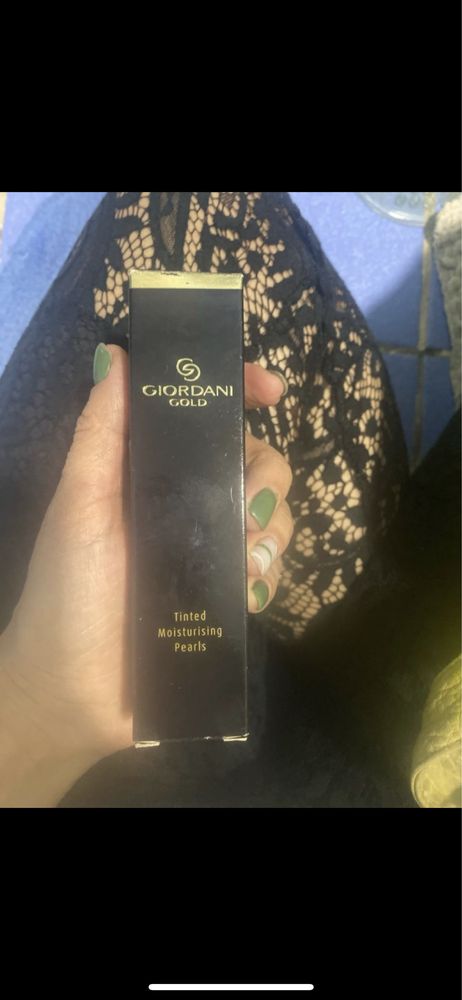 GIORDANI
GOLD
Tinted
Moisturising
Pearls